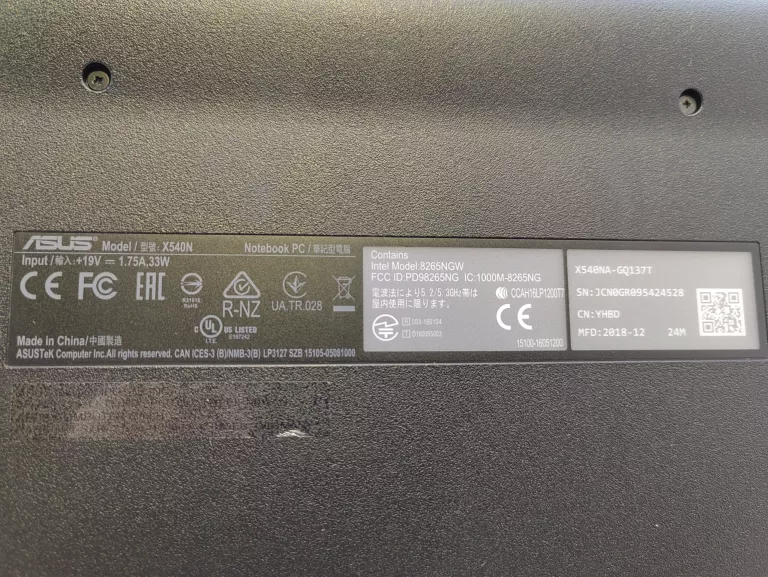 ASUS Model / 型號: X540N Notebook PC / 筆記型電腦
Input / 輸入: +19V ⎓ 1.75A, 33W
CE FC EAC
R-NZ
UA.TR.028
c UL US LISTED
I.T.E. E167242
Made in China/中國製造
ASUSTeK Computer Inc.All rights reserved. CAN ICES-3 (B)/NMB-3(B) LP3127 SZB 15105-05081000
Contains
Intel Model:8265NGW
FCC ID:PD98265NG IC:1000M-8265NG
電波法により5.2/5.3GHz帯は
屋内使用に限ります。
CCAH16LP1200T7
CE
R
T
15100-16051200
X540NA-GQ137T
SN:JCN0GR095424528
CN:YHBD
MFD:2018-12 24M